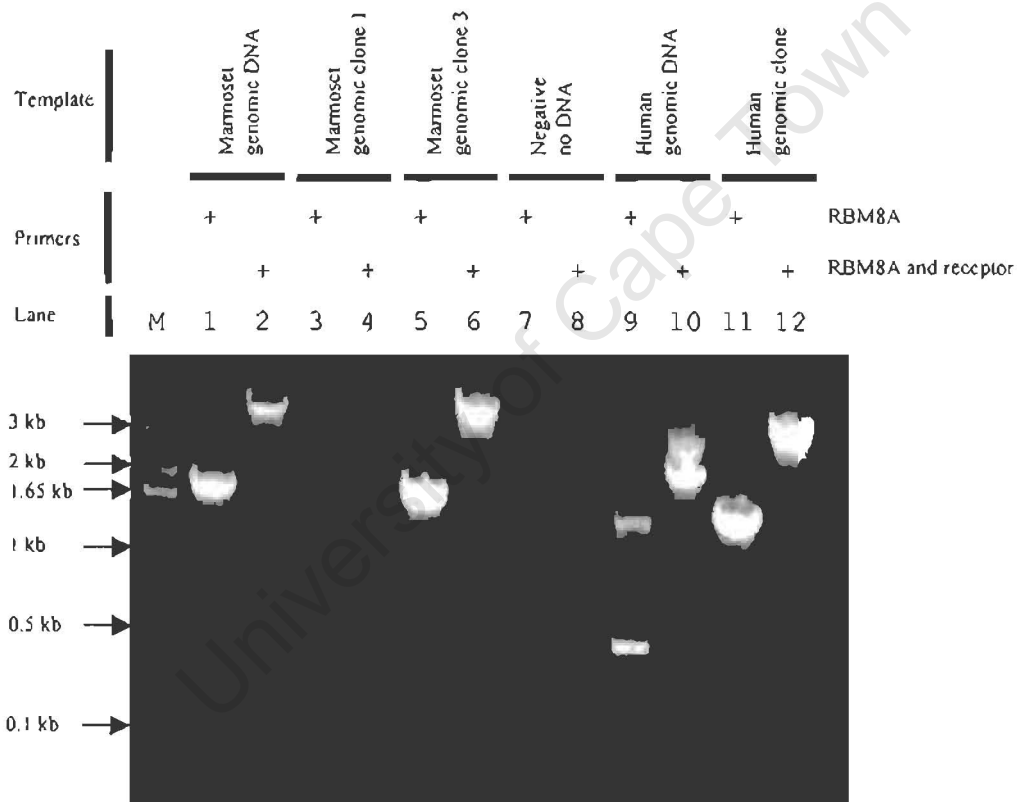 Template
Marmoset
genomic DNA
Marmoset
genomic clone 1
Marmoset
genomic clone 3
Negative
no DNA
Human
genomic DNA
Human
genomic clone
Primers
+ + + + + + RBM8A
+ + + + + + RBM8A and receptor
Lane M 1 2 3 4 5 6 7 8 9 10 11 12
3 kb
2 kb
1.65 kb
1 kb
0.5 kb
0.1 kb
University of Cape Town